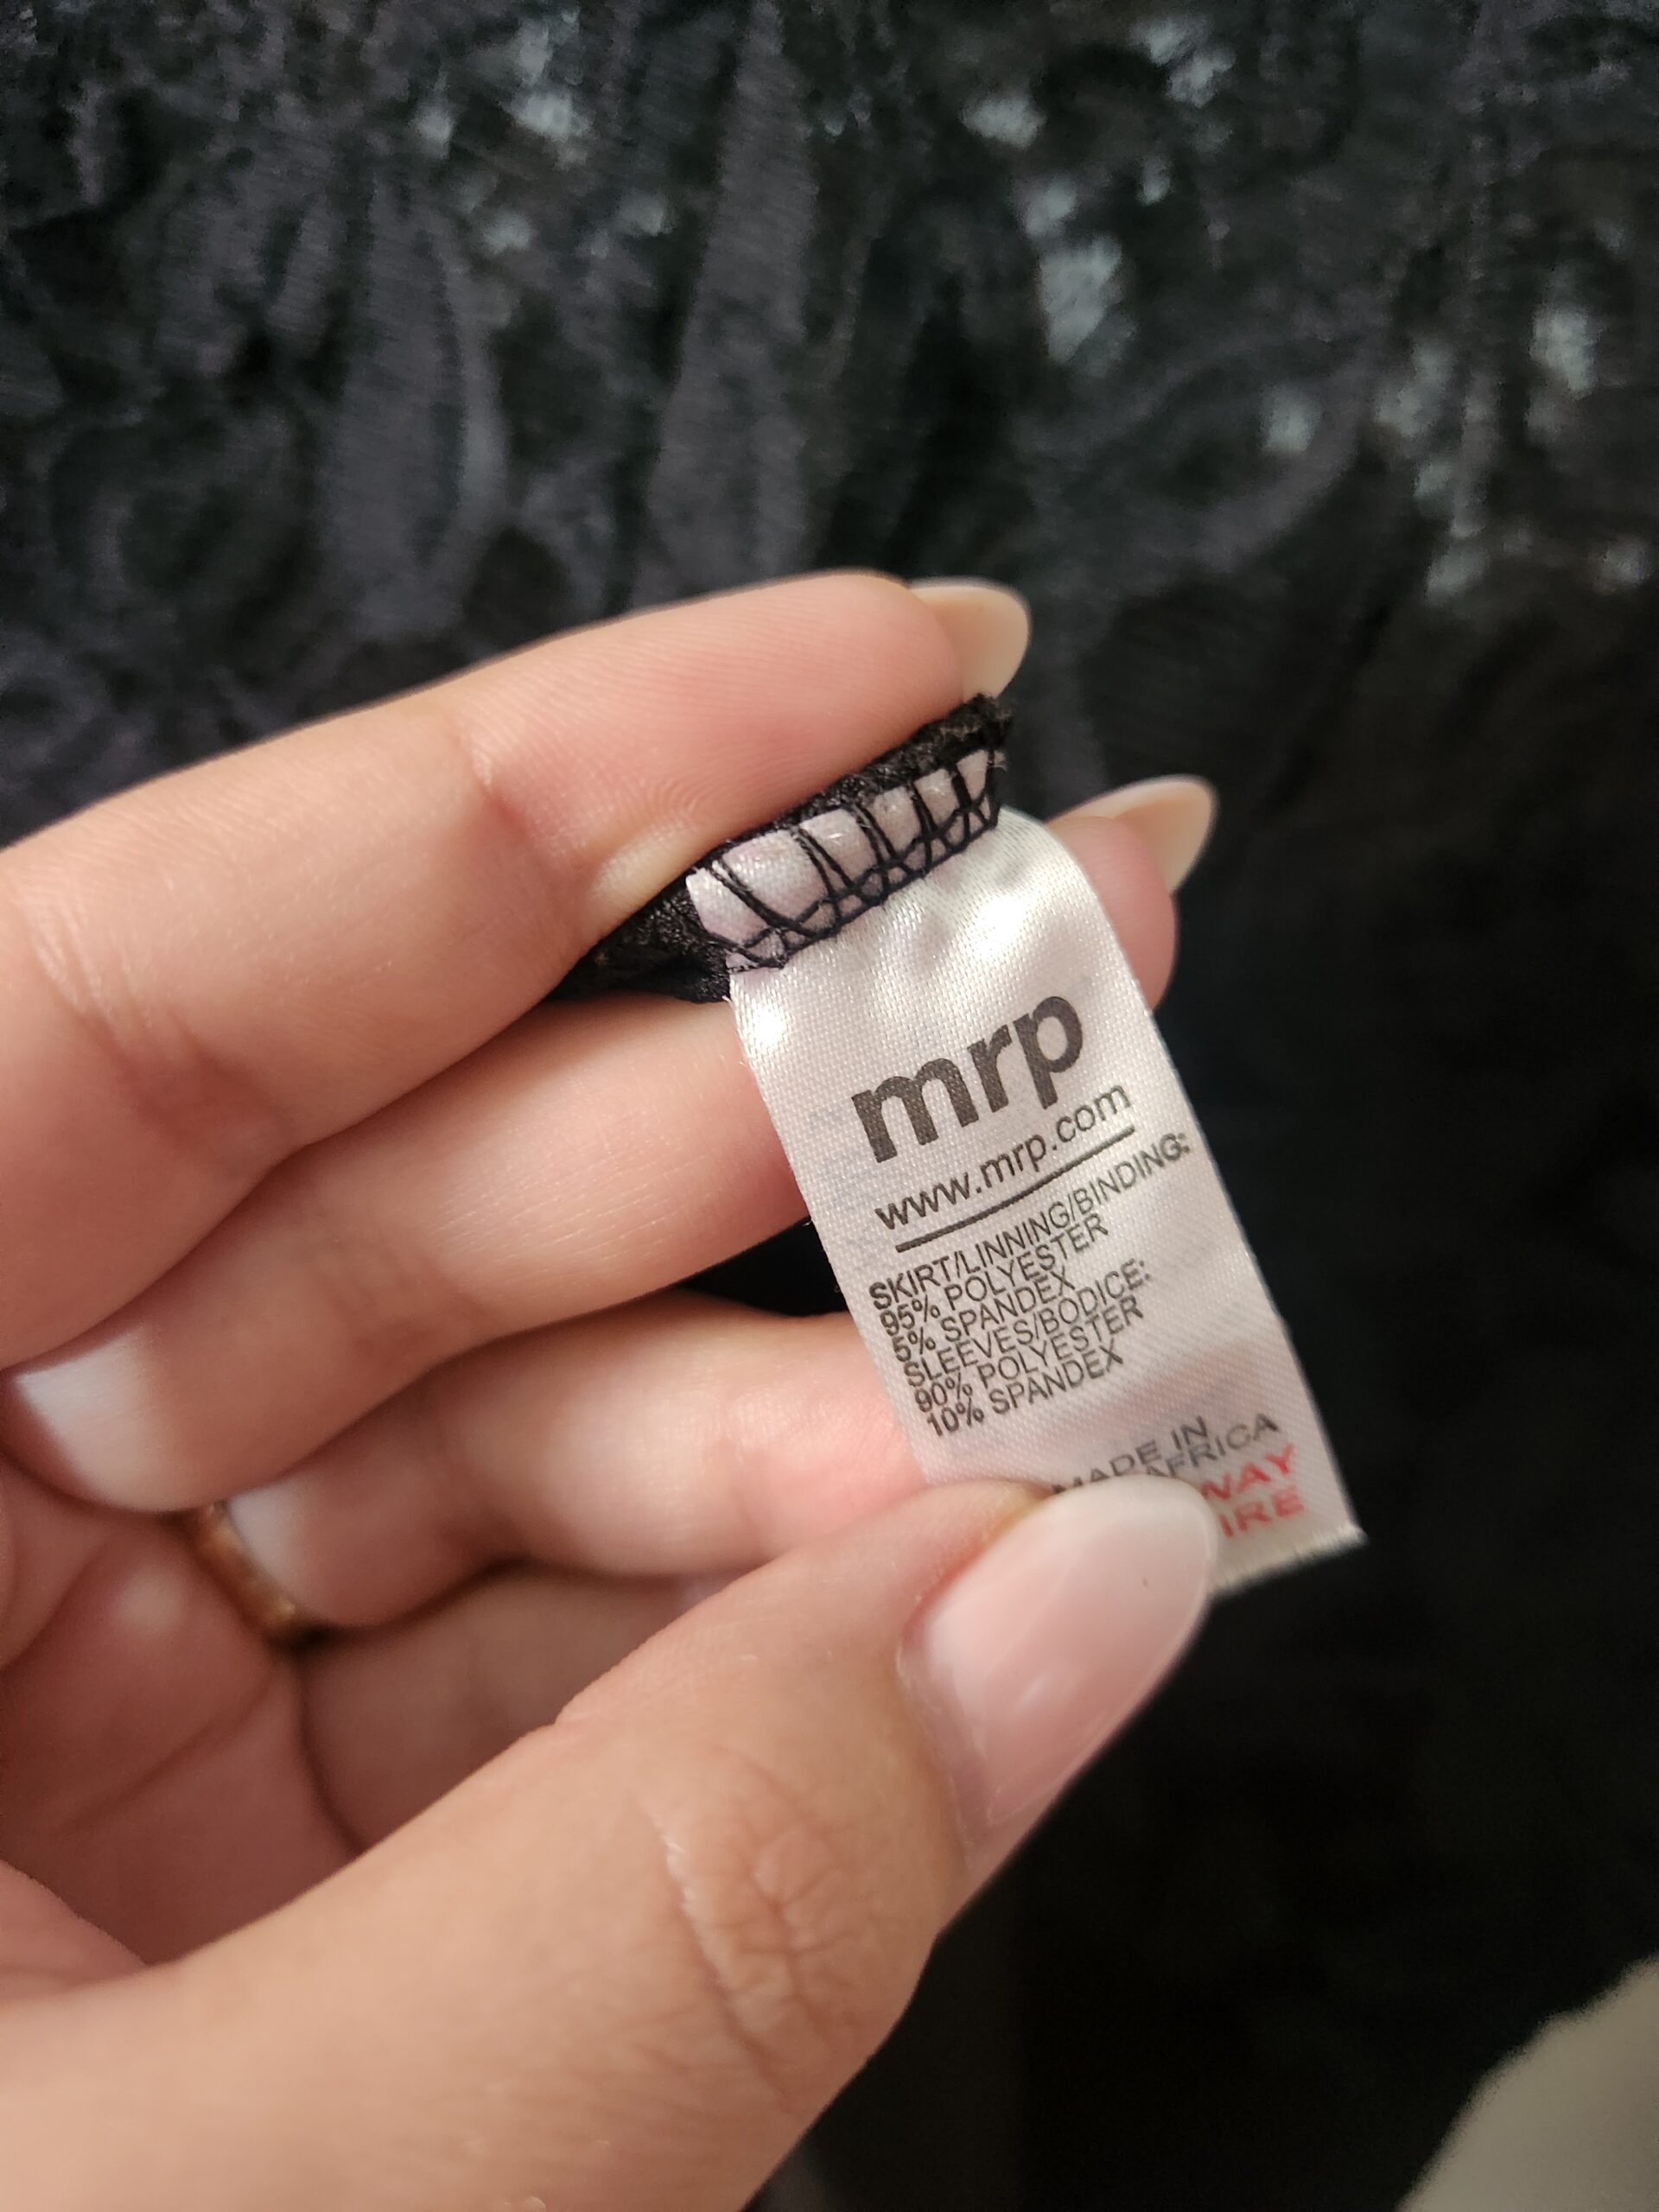 mrp
www.mrp.com
SKIRT/LINNING/BINDING:
95% POLYESTER
5% SPANDEX
SLEEVES/BODICE:
90% POLYESTER
10% SPANDEX
MADE IN
AFRICA